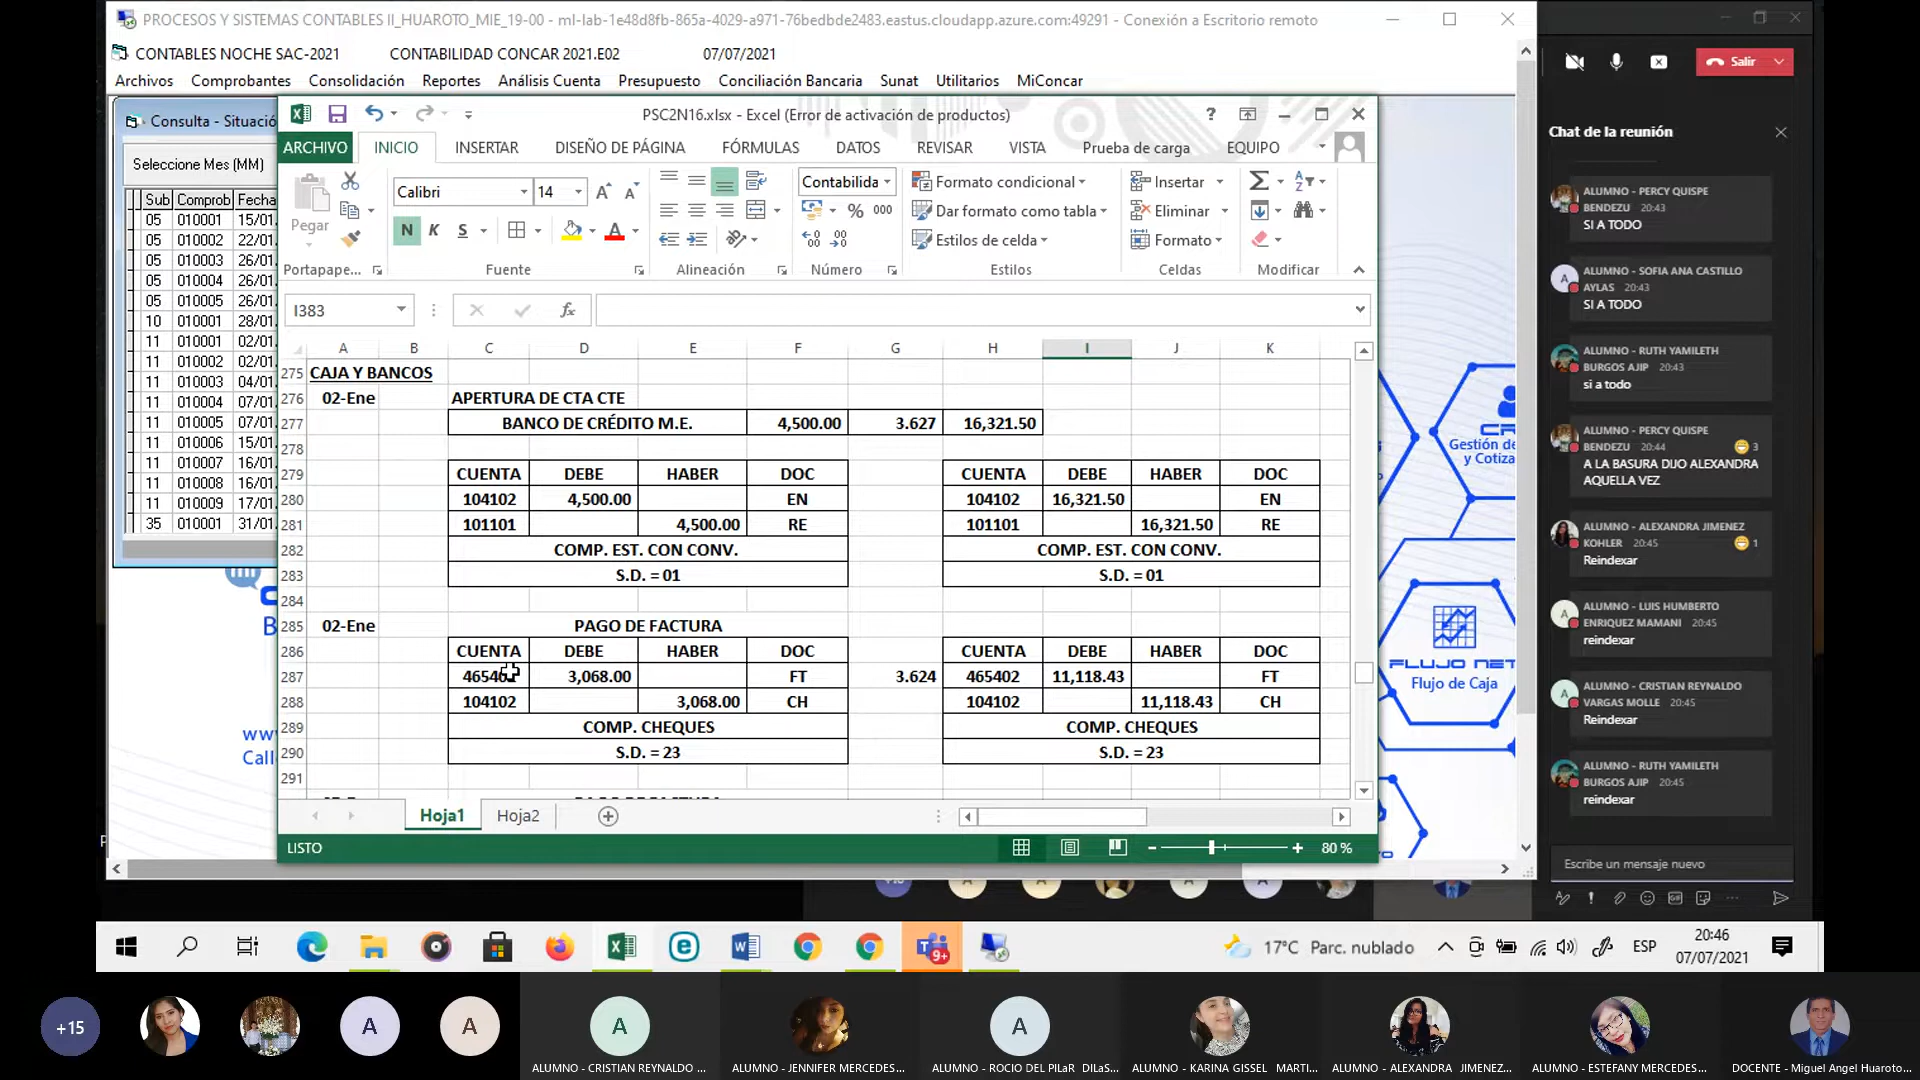 PROCESOS Y SISTEMAS CONTABLES II_HUAROTO_MIE_19-00 - ml-lab-1e48d8fb-865a-4029-a971-76bedbde2483.eastus.cloudapp.azure.com:49291 - Conexión a Escritorio remoto
CONTABLES NOCHE SAC-2021 CONTABILIDAD CONCAR 2021.E02 07/07/2021
Archivos Comprobantes Consolidación Reportes Análisis Cuenta Presupuesto Conciliación Bancaria Sunat Utilitarios MiConcar
Consulta - Situació
Seleccione Mes (MM)
Sub Comprob Fecha
05 010001 15/01
05 010002 22/01
05 010003 26/01
05 010004 26/01
05 010005 26/01
10 010001 28/01
11 010001 02/01
11 010002 02/01
11 010003 04/01
11 010004 07/01
11 010005 07/01
11 010006 15/01
11 010007 16/01
11 010008 16/01
11 010009 17/01
35 010001 31/01
PSC2N16.xlsx - Excel (Error de activación de productos)
ARCHIVO INICIO INSERTAR DISEÑO DE PÁGINA FÓRMULAS DATOS REVISAR VISTA Prueba de carga EQUIPO
Pegar
Calibri 14
N K S
Contabilida
% 000
Formato condicional
Dar formato como tabla
Estilos de celda
Insertar
Eliminar
Formato
Portapape... Fuente Alineación Número Estilos Celdas Modificar
I383
fx
A B C D E F G H I J K
275 CAJA Y BANCOS
276 02-Ene APERTURA DE CTA CTE
277 BANCO DE CRÉDITO M.E. 4,500.00 3.627 16,321.50
278
279 CUENTA DEBE HABER DOC CUENTA DEBE HABER DOC
280 104102 4,500.00 EN 104102 16,321.50 EN
281 101101 4,500.00 RE 101101 16,321.50 RE
282 COMP. EST. CON CONV. COMP. EST. CON CONV.
283 S.D. = 01 S.D. = 01
284
285 02-Ene PAGO DE FACTURA
286 CUENTA DEBE HABER DOC CUENTA DEBE HABER DOC
287 465402 3,068.00 FT 3.624 465402 11,118.43 FT
288 104102 3,068.00 CH 104102 11,118.43 CH
289 COMP. CHEQUES COMP. CHEQUES
290 S.D. = 23 S.D. = 23
291
Hoja1 Hoja2
LISTO
80 %
Gestión de
y Cotiza
FLUJO NET
Flujo de Caja
www
Call
Salir
Chat de la reunión
ALUMNO - PERCY QUISPE
BENDEZU 20:43
SI A TODO
ALUMNO - SOFIA ANA CASTILLO
AYLAS 20:43
SI A TODO
ALUMNO - RUTH YAMILETH
BURGOS AJIP 20:43
si a todo
ALUMNO - PERCY QUISPE
BENDEZU 20:44 3
A LA BASURA DIJO ALEXANDRA
AQUELLA VEZ
ALUMNO - ALEXANDRA JIMENEZ
KOHLER 20:45 1
Reindexar
ALUMNO - LUIS HUMBERTO
ENRIQUEZ MAMANI 20:45
reindexar
ALUMNO - CRISTIAN REYNALDO
VARGAS MOLLE 20:45
Reindexar
ALUMNO - RUTH YAMILETH
BURGOS AJIP 20:45
reindexar
Escribe un mensaje nuevo
17°C Parc. nublado
ESP
20:46
07/07/2021
+15
A
A
A
A
ALUMNO - CRISTIAN REYNALDO ...
ALUMNO - JENNIFER MERCEDES...
ALUMNO - ROCIO DEL PILaR DILaS...
ALUMNO - KARINA GISSEL MARTI...
ALUMNO - ALEXANDRA JIMENEZ...
ALUMNO - ESTEFANY MERCEDES...
DOCENTE - Miguel Angel Huaroto...